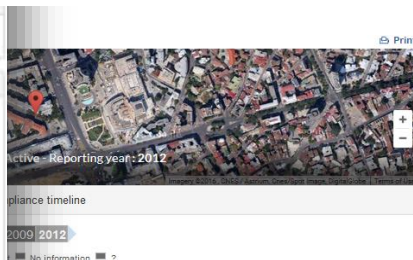 Print
+
−
Active - Reporting year : 2012
Imagery ©2016 , CNES / Astrium, Cnes/Spot Image, DigitalGlobe | Terms of Use
pliance timeline
2009 2012
No information ?